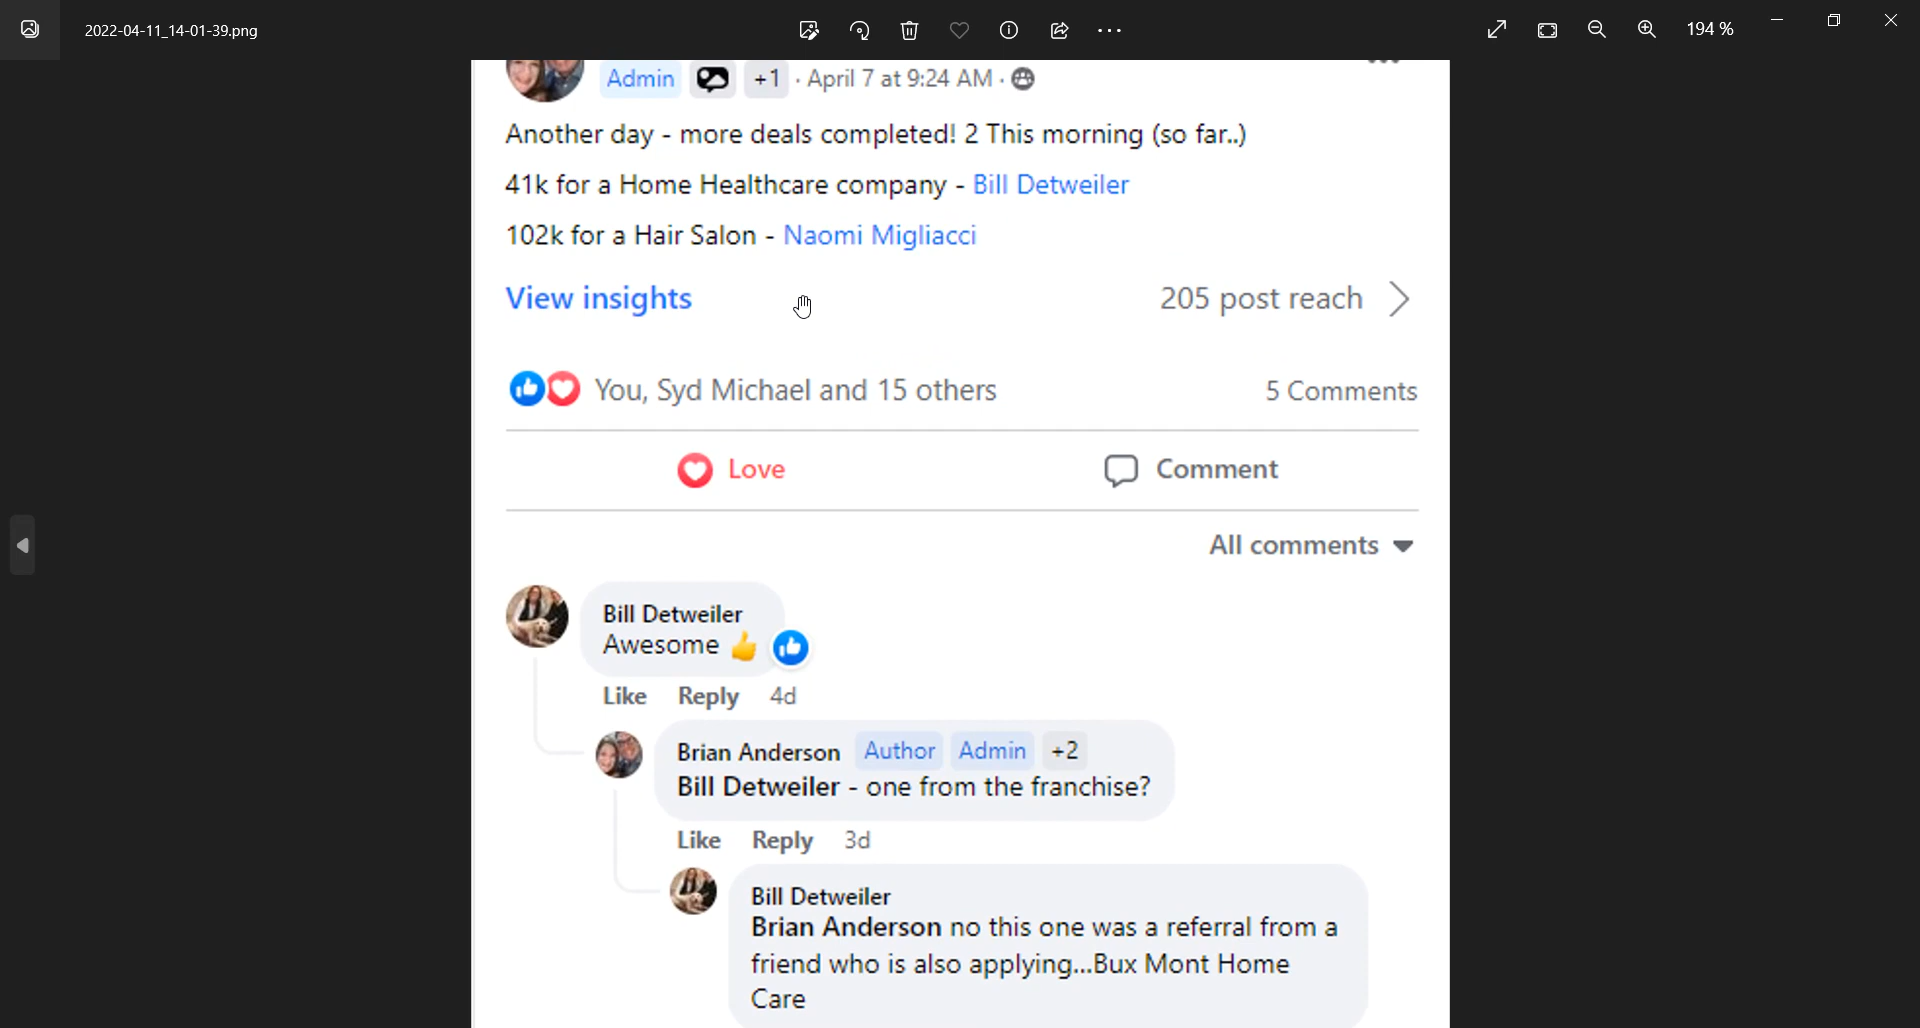 2022-04-11_14-01-39.png
194 %
Admin +1 · April 7 at 9:24 AM ·
Another day - more deals completed! 2 This morning (so far..)
41k for a Home Healthcare company - Bill Detweiler
102k for a Hair Salon - Naomi Migliacci
View insights 205 post reach
You, Syd Michael and 15 others 5 Comments
Love Comment
All comments
Bill Detweiler
Awesome 👍
Like Reply 4d
Brian Anderson Author Admin +2
Bill Detweiler - one from the franchise?
Like Reply 3d
Bill Detweiler
Brian Anderson no this one was a referral from a
friend who is also applying...Bux Mont Home
Care